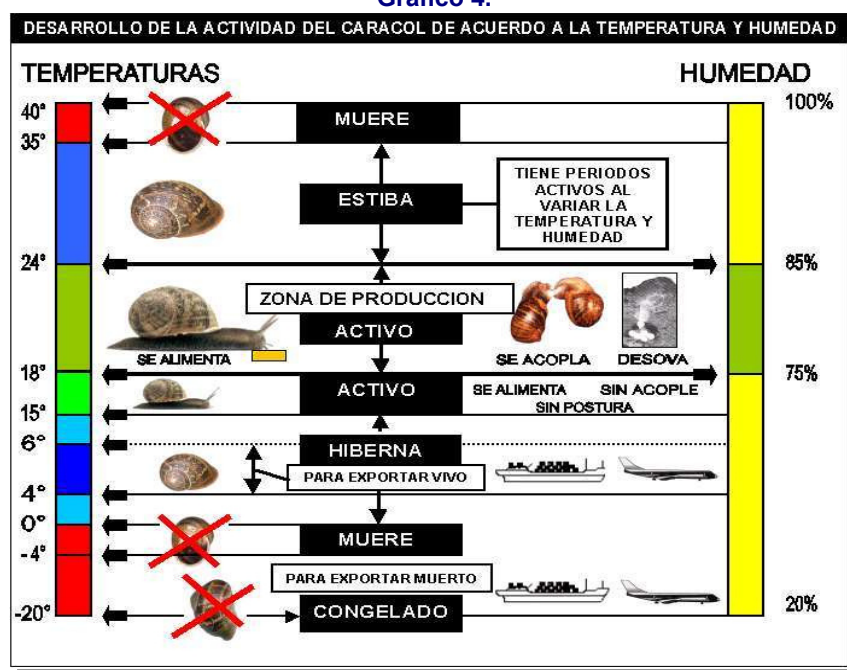 Gráfico 4.
DESARROLLO DE LA ACTIVIDAD DEL CARACOL DE ACUERDO A LA TEMPERATURA Y HUMEDAD
TEMPERATURAS
HUMEDAD
40°
MUERE
100%
35°
ESTIBA
TIENE PERIODOS
ACTIVOS AL
VARIAR LA
TEMPERATURA Y
HUMEDAD
24°
85%
ZONA DE PRODUCCION
ACTIVO
SE ALIMENTA
SE ACOPLA
DESOVA
18°
75%
ACTIVO
SE ALIMENTA
SIN ACOPLE
SIN POSTURA
15°
6°
HIBERNA
PARA EXPORTAR VIVO
4°
0°
MUERE
-4°
PARA EXPORTAR MUERTO
-20°
CONGELADO
20%